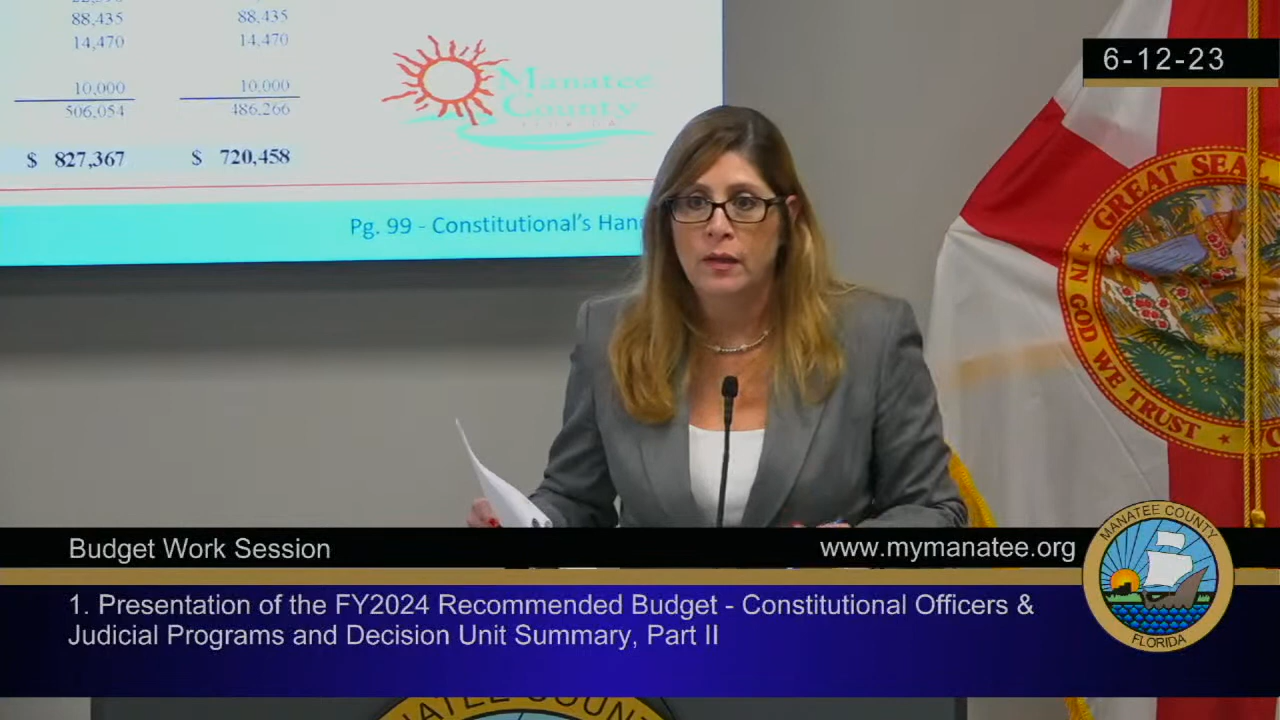 88,435 88,435
14,470 14,470
10,000 10,000
506,054 486,266
$ 827,367 $ 720,458
Manatee
County
FLORIDA
Pg. 99 - Constitutional's
6-12-23
GREAT SEAL
IN GOD WE TRUST
Budget Work Session
www.mymanatee.org
1. Presentation of the FY2024 Recommended Budget - Constitutional Officers &
Judicial Programs and Decision Unit Summary, Part II
MANATEE COUNTY
FLORIDA
MANATEE COUNTY